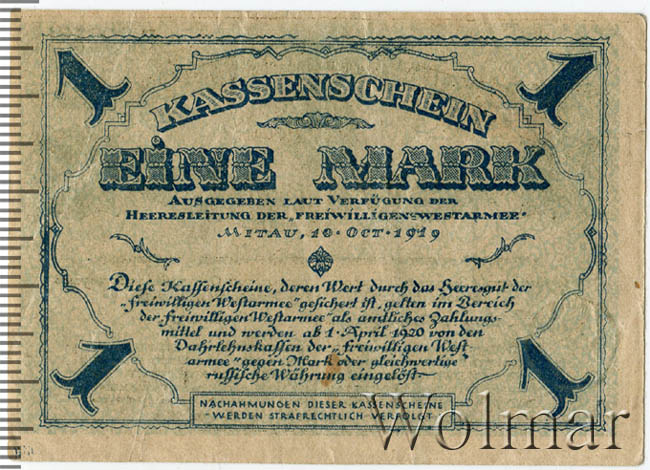 1 1
KASSENSCHEIN
EINE MARK
AUSGEGEBEN LAUT VERFÜGUNG DER
HEERESLEITUNG DER „FREIWILLIGEN WESTARMEE"
MITAU, 10. OCT. 1919
Diese Kassenscheine, deren Wert durch das Heeresgut der
„freiwilligen Westarmee" gesichert ist, gelten im Bereich
der „freiwilligen Westarmee" als amtliches Zahlungs-
mittel und werden ab 1. April 1920 von den
Darlehnskassen der „freiwilligen West-
armee" gegen Mark oder gleichwertige
russische Währung eingelöst
1 1
NACHAHMUNGEN DIESER KASSENSCHEINE
WERDEN STRAFRECHTLICH VERFOLGT
Wolmar